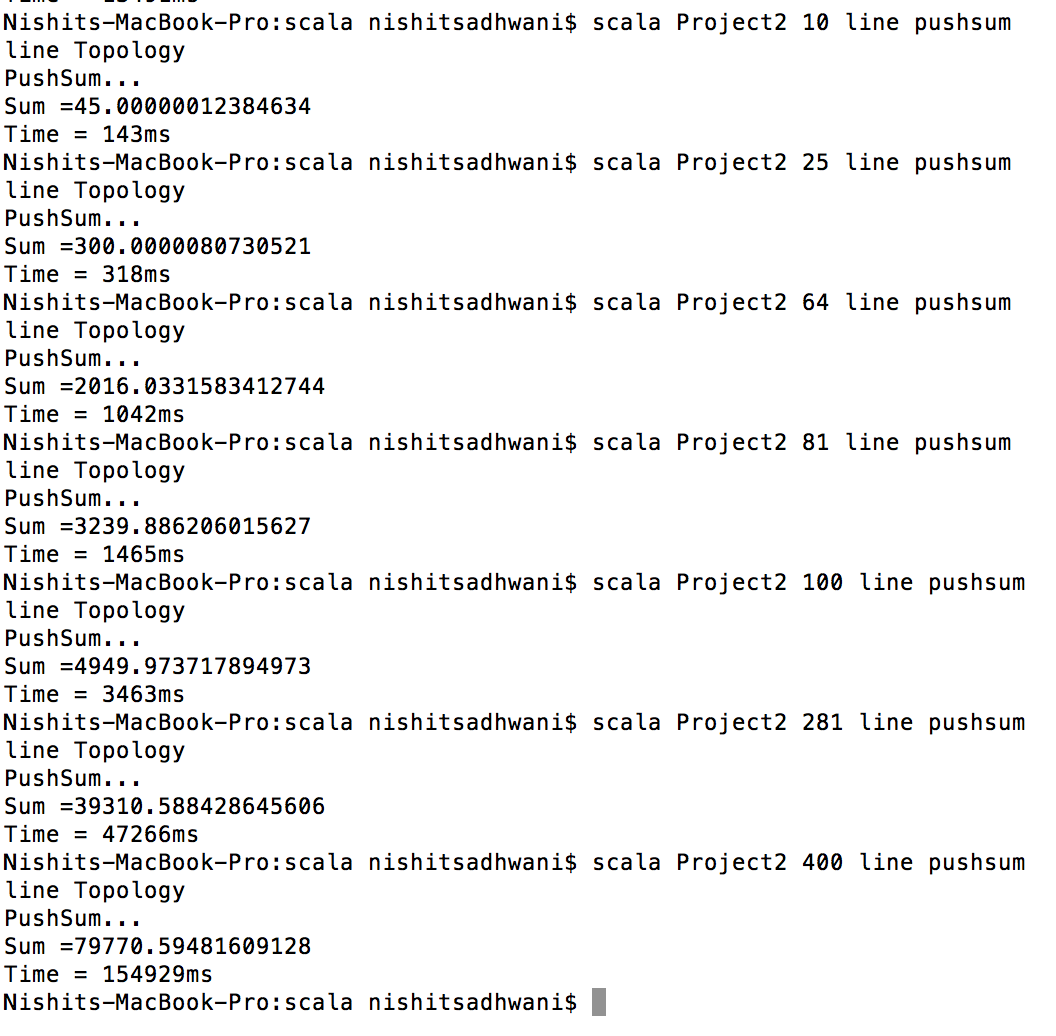 Nishits-MacBook-Pro:scala nishitsadhwani$ scala Project2 10 line pushsum
line Topology
PushSum...
Sum =45.00000012384634
Time = 143ms
Nishits-MacBook-Pro:scala nishitsadhwani$ scala Project2 25 line pushsum
line Topology
PushSum...
Sum =300.0000080730521
Time = 318ms
Nishits-MacBook-Pro:scala nishitsadhwani$ scala Project2 64 line pushsum
line Topology
PushSum...
Sum =2016.0331583412744
Time = 1042ms
Nishits-MacBook-Pro:scala nishitsadhwani$ scala Project2 81 line pushsum
line Topology
PushSum...
Sum =3239.886206015627
Time = 1465ms
Nishits-MacBook-Pro:scala nishitsadhwani$ scala Project2 100 line pushsum
line Topology
PushSum...
Sum =4949.973717894973
Time = 3463ms
Nishits-MacBook-Pro:scala nishitsadhwani$ scala Project2 281 line pushsum
line Topology
PushSum...
Sum =39310.588428645606
Time = 47266ms
Nishits-MacBook-Pro:scala nishitsadhwani$ scala Project2 400 line pushsum
line Topology
PushSum...
Sum =79770.59481609128
Time = 154929ms
Nishits-MacBook-Pro:scala nishitsadhwani$